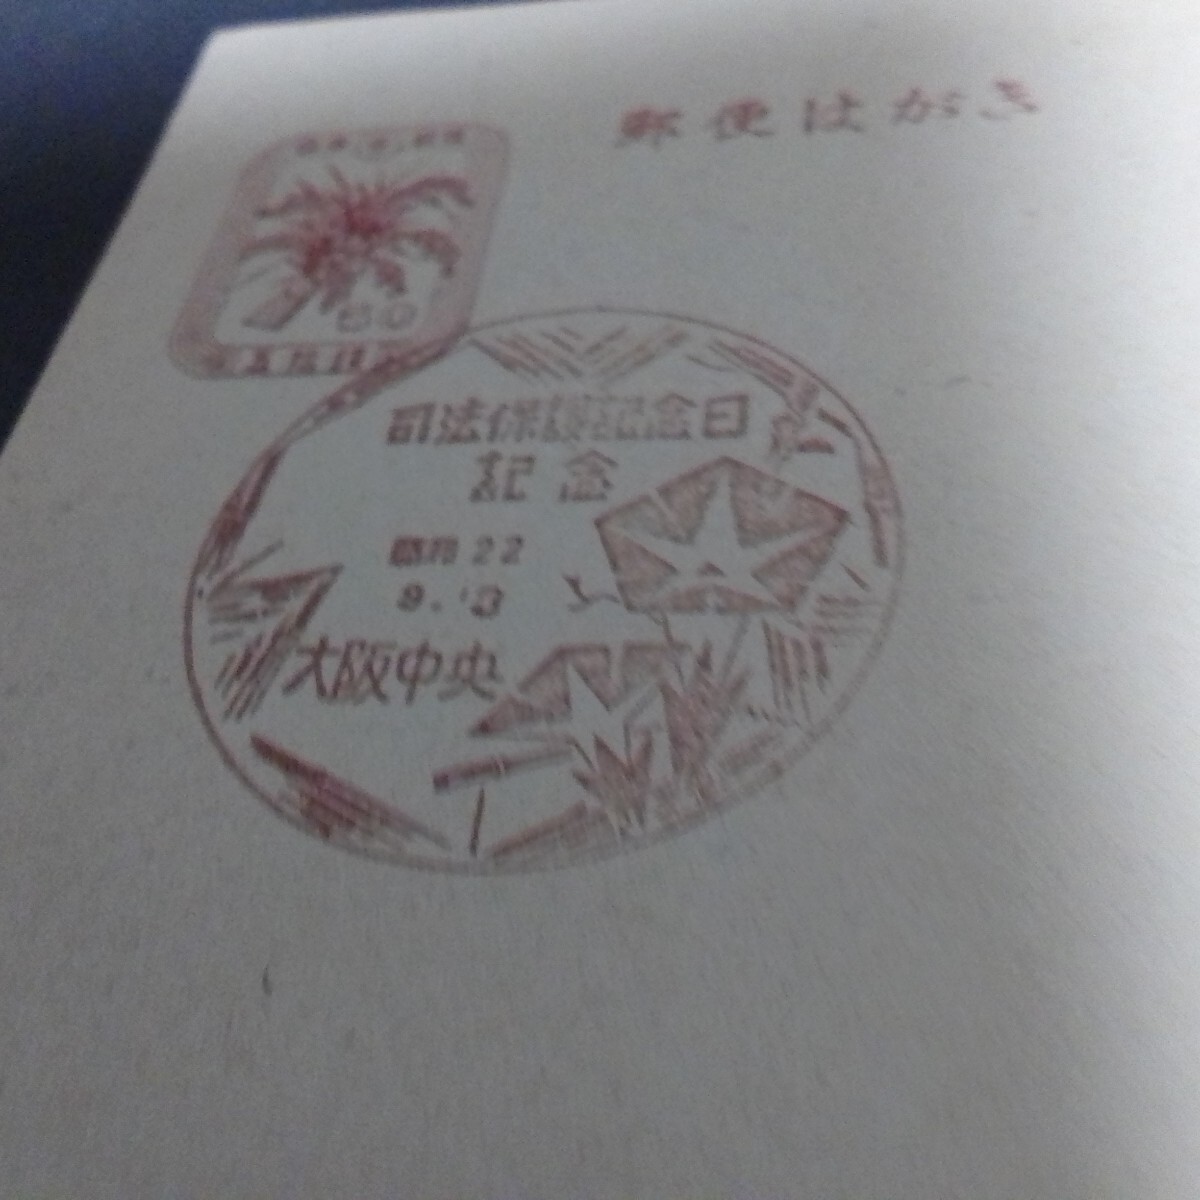 郵便はがき
60
司法保護記念日
記念
昭和22
9.13
大阪中央